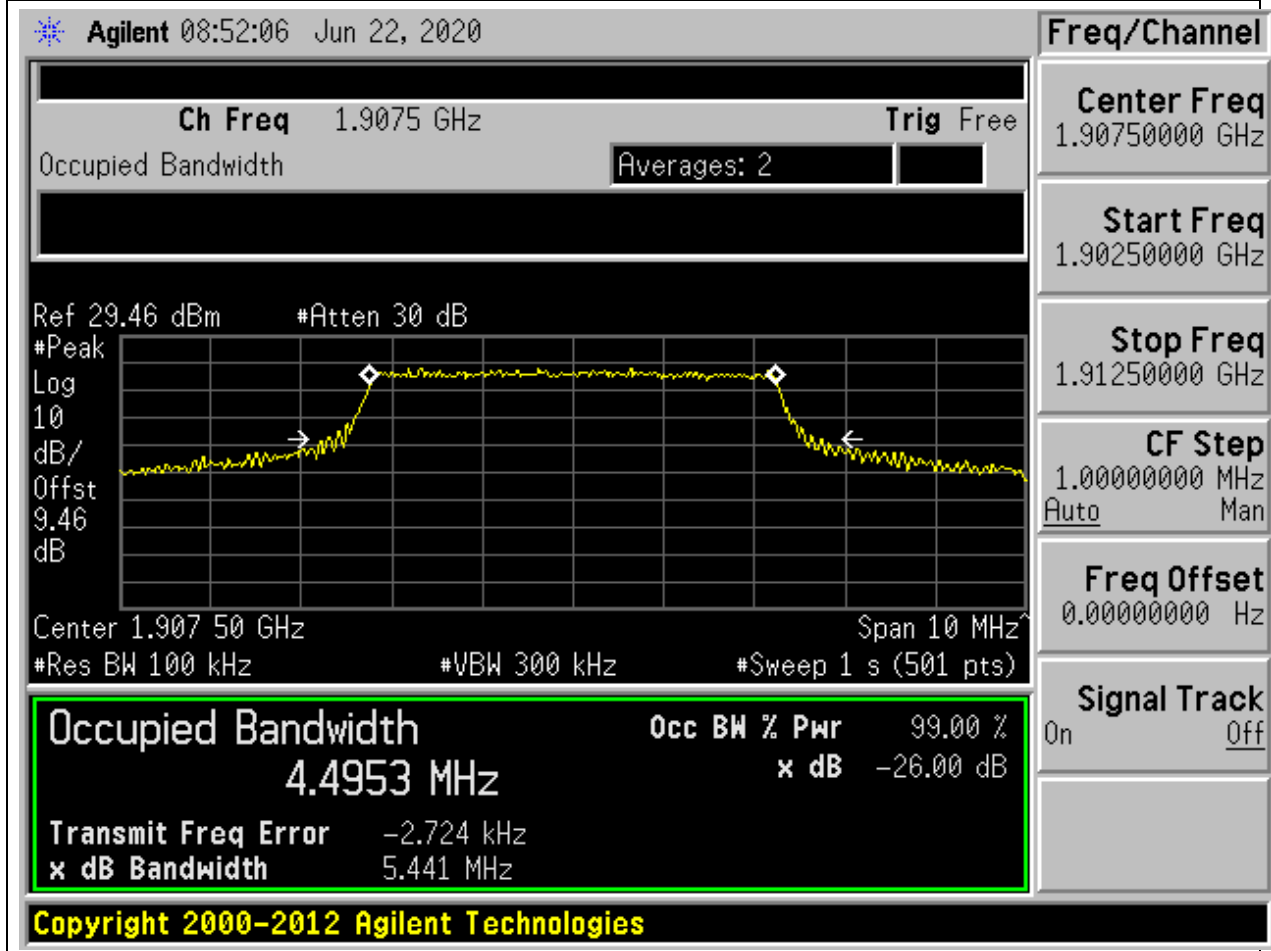 Agilent 08:52:06 Jun 22, 2020
Ch Freq 1.9075 GHz Trig Free
Occupied Bandwidth Averages: 2
Ref 29.46 dBm #Atten 30 dB
#Peak
Log
10
dB/
Offst
9.46
dB
Center 1.907 50 GHz Span 10 MHz^
#Res BW 100 kHz #VBW 300 kHz #Sweep 1 s (501 pts)
Occupied Bandwidth Occ BW % Pwr 99.00 %
4.4953 MHz x dB -26.00 dB
Transmit Freq Error -2.724 kHz
x dB Bandwidth 5.441 MHz
Copyright 2000-2012 Agilent Technologies
Freq/Channel
Center Freq
1.90750000 GHz
Start Freq
1.90250000 GHz
Stop Freq
1.91250000 GHz
CF Step
1.00000000 MHz
Auto Man
Freq Offset
0.00000000 Hz
Signal Track
On Off